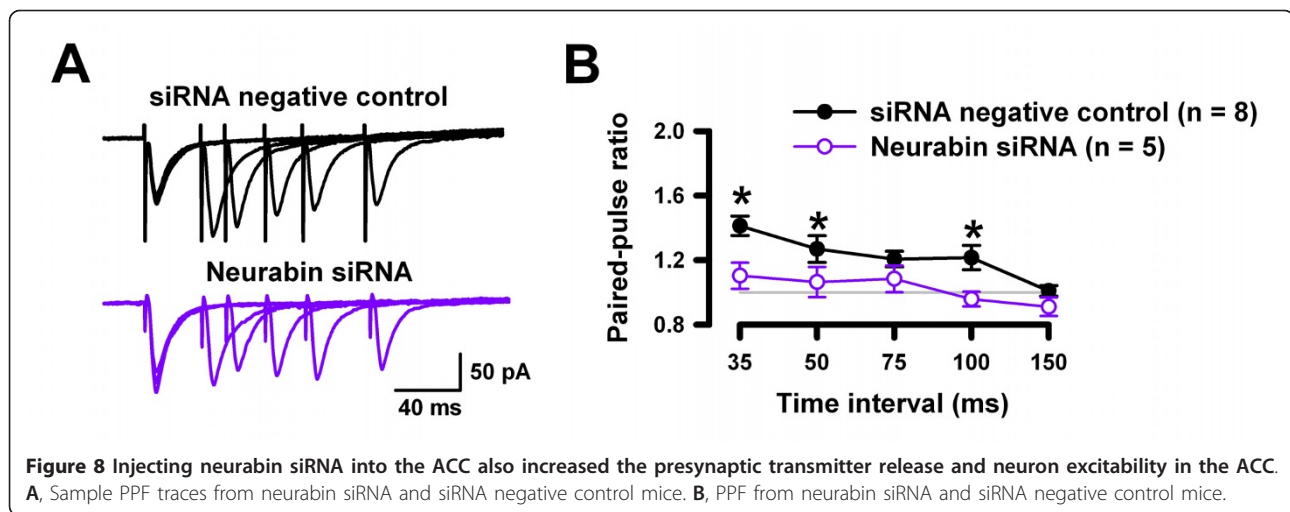 A
siRNA negative control
Neurabin siRNA
50 pA
40 ms
B
siRNA negative control (n = 8)
Neurabin siRNA (n = 5)
Paired-pulse ratio
2.0
1.6
1.2
0.8
* * *
35 50 75 100 150
Time interval (ms)
Figure 8 Injecting neurabin siRNA into the ACC also increased the presynaptic transmitter release and neuron excitability in the ACC.
A, Sample PPF traces from neurabin siRNA and siRNA negative control mice. B, PPF from neurabin siRNA and siRNA negative control mice.